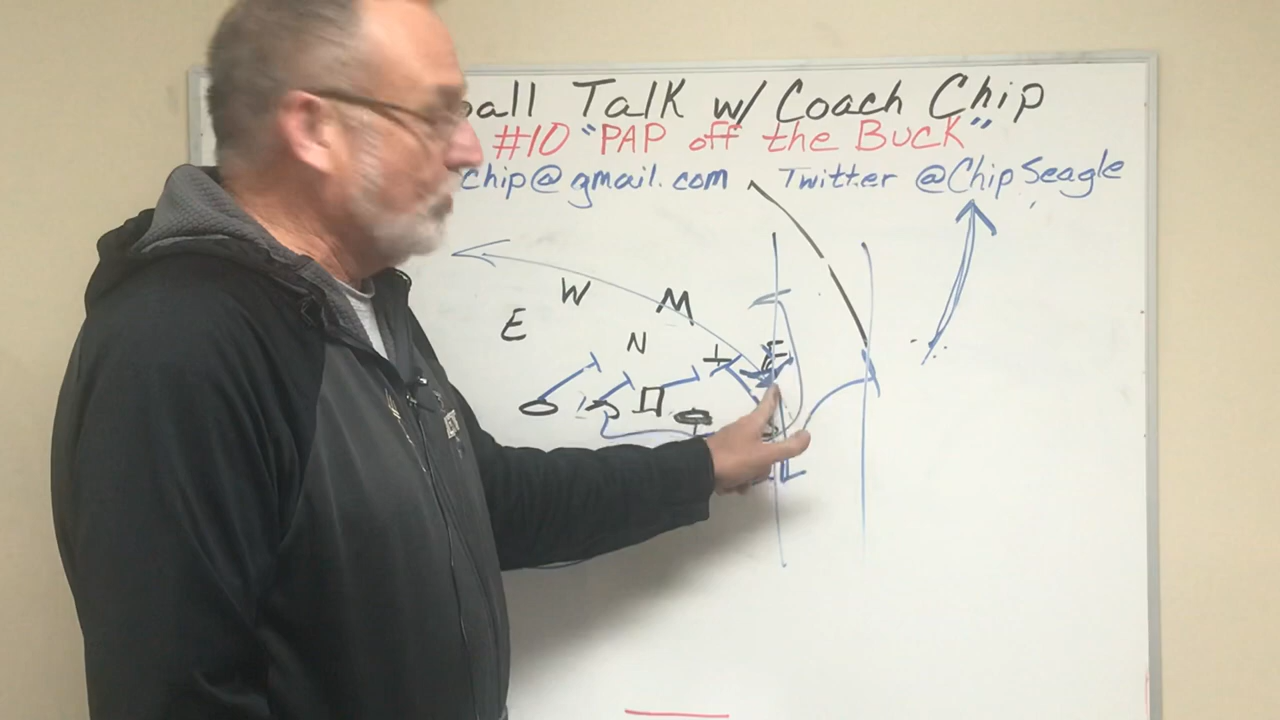 ball Talk w/ Coach Chip
#10 "PAP off the Buck"
chip@gmail.com Twitter @ChipSeagle
W M
E N T E